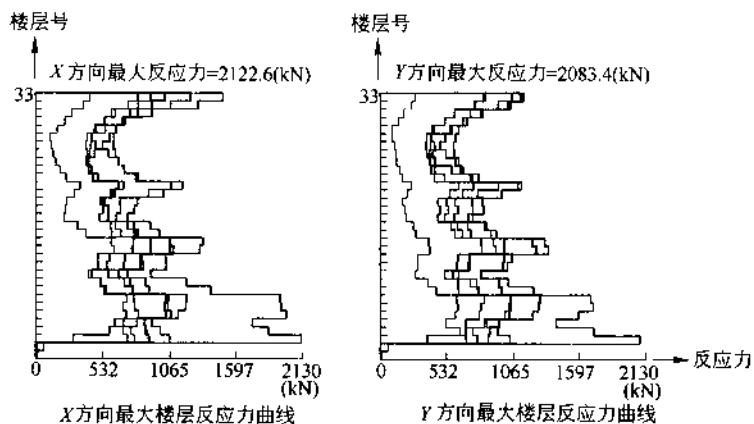 楼层号
X方向最大反应力=2122.6(kN)
33
0 532 1065 1597 2130
(kN)
X方向最大楼层反应力曲线
楼层号
Y方向最大反应力=2083.4(kN)
33
0 532 1065 1597 2130
(kN)
反应力
Y方向最大楼层反应力曲线